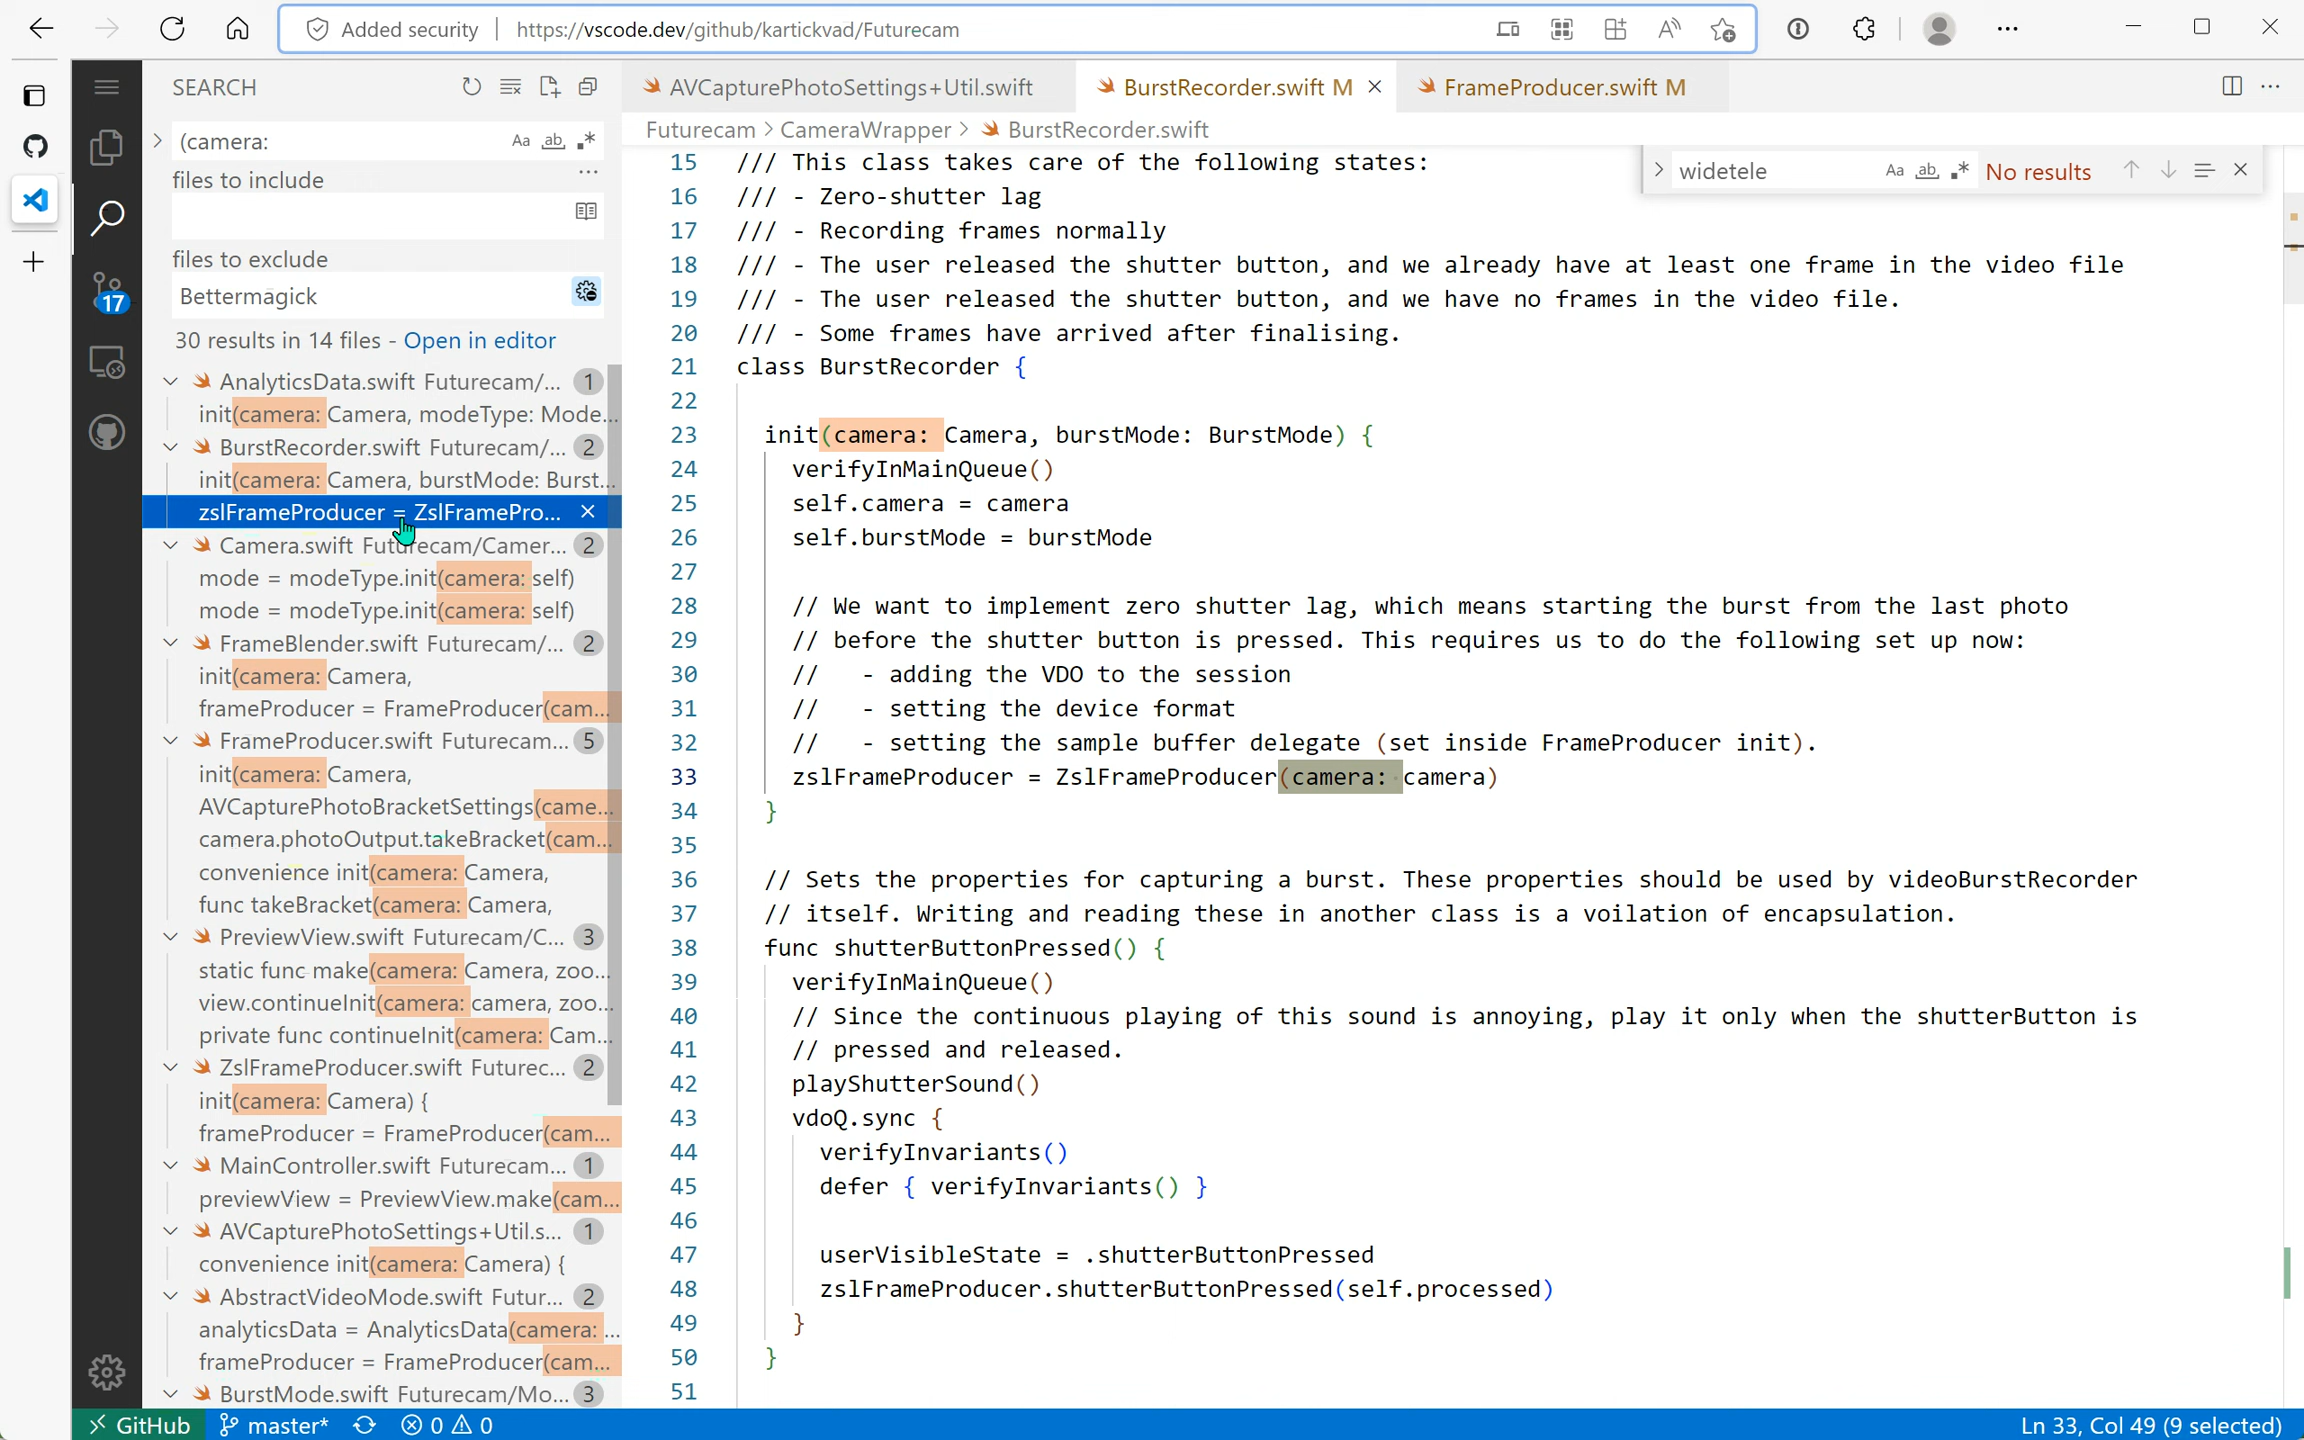 Added security
https://vscode.dev/github/kartickvad/Futurecam
SEARCH
(camera:
Aa ab .*
files to include
files to exclude
Bettermagick
30 results in 14 files - Open in editor
AnalyticsData.swift Futurecam/... 1
init(camera: Camera, modeType: Mode...
BurstRecorder.swift Futurecam/... 2
init(camera: Camera, burstMode: Burst...
zslFrameProducer = ZslFramePro...
Camera.swift Futurecam/Camer... 2
mode = modeType.init(camera: self)
mode = modeType.init(camera: self)
FrameBlender.swift Futurecam/... 2
init(camera: Camera,
frameProducer = FrameProducer(cam...
FrameProducer.swift Futurecam... 5
init(camera: Camera,
AVCapturePhotoBracketSettings(came...
camera.photoOutput.takeBracket(cam...
convenience init(camera: Camera,
func takeBracket(camera: Camera,
PreviewView.swift Futurecam/C... 3
static func make(camera: Camera, zoo...
view.continueInit(camera: camera, zoo...
private func continueInit(camera: Cam...
ZslFrameProducer.swift Futurec... 2
init(camera: Camera) {
frameProducer = FrameProducer(cam...
MainController.swift Futurecam... 1
previewView = PreviewView.make(cam...
AVCapturePhotoSettings+Util.s... 1
convenience init(camera: Camera) {
AbstractVideoMode.swift Futur... 2
analyticsData = AnalyticsData(camera: ...
frameProducer = FrameProducer(cam...
BurstMode.swift Futurecam/Mo... 3
17
AVCapturePhotoSettings+Util.swift
BurstRecorder.swift M
FrameProducer.swift M
Futurecam > CameraWrapper > BurstRecorder.swift
widetele
Aa ab .*
No results
15 /// This class takes care of the following states:
16 /// - Zero-shutter lag
17 /// - Recording frames normally
18 /// - The user released the shutter button, and we already have at least one frame in the video file
19 /// - The user released the shutter button, and we have no frames in the video file.
20 /// - Some frames have arrived after finalising.
21 class BurstRecorder {
22
23 init(camera: Camera, burstMode: BurstMode) {
24 verifyInMainQueue()
25 self.camera = camera
26 self.burstMode = burstMode
27
28 // We want to implement zero shutter lag, which means starting the burst from the last photo
29 // before the shutter button is pressed. This requires us to do the following set up now:
30 // - adding the VDO to the session
31 // - setting the device format
32 // - setting the sample buffer delegate (set inside FrameProducer init).
33 zslFrameProducer = ZslFrameProducer(camera: camera)
34 }
35
36 // Sets the properties for capturing a burst. These properties should be used by videoBurstRecorder
37 // itself. Writing and reading these in another class is a voilation of encapsulation.
38 func shutterButtonPressed() {
39 verifyInMainQueue()
40 // Since the continuous playing of this sound is annoying, play it only when the shutterButton is
41 // pressed and released.
42 playShutterSound()
43 vdoQ.sync {
44 verifyInvariants()
45 defer { verifyInvariants() }
46
47 userVisibleState = .shutterButtonPressed
48 zslFrameProducer.shutterButtonPressed(self.processed)
49 }
50 }
51
GitHub master* 0 0
Ln 33, Col 49 (9 selected)